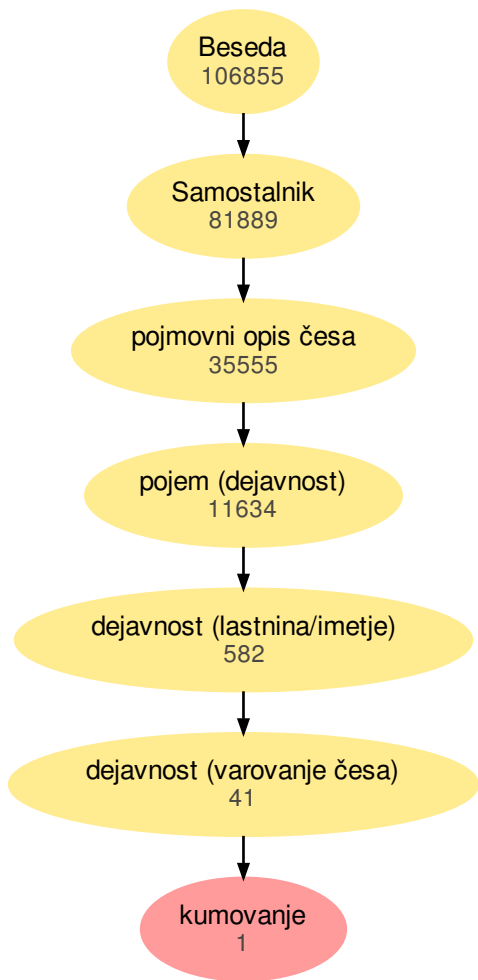 Beseda
106855
Samostalnik
81889
pojmovni opis česa
35555
pojem (dejavnost)
11634
dejavnost (lastnina/imetje)
582
dejavnost (varovanje česa)
41
kumovanje
1